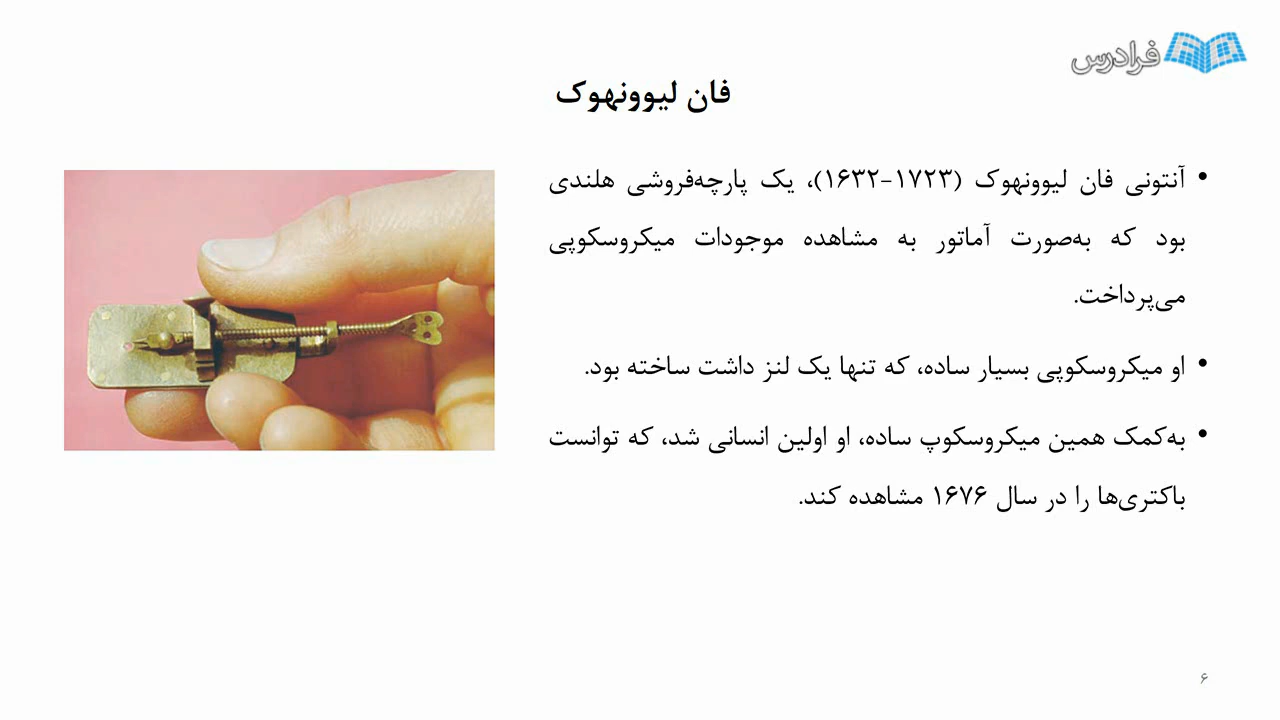 فرادرس
فان لیوونهوک
• آنتونی فان لیوونهوک (۱۷۲۳-۱۶۳۲)، یک پارچه‌فروشی هلندی
بود که به‌صورت آماتور به مشاهده موجودات میکروسکوپی
می‌پرداخت.
• او میکروسکوپی بسیار ساده، که تنها یک لنز داشت ساخته بود.
• به‌کمک همین میکروسکوپ ساده، او اولین انسانی شد، که توانست
باکتری‌ها را در سال ۱۶۷۶ مشاهده کند.
۶